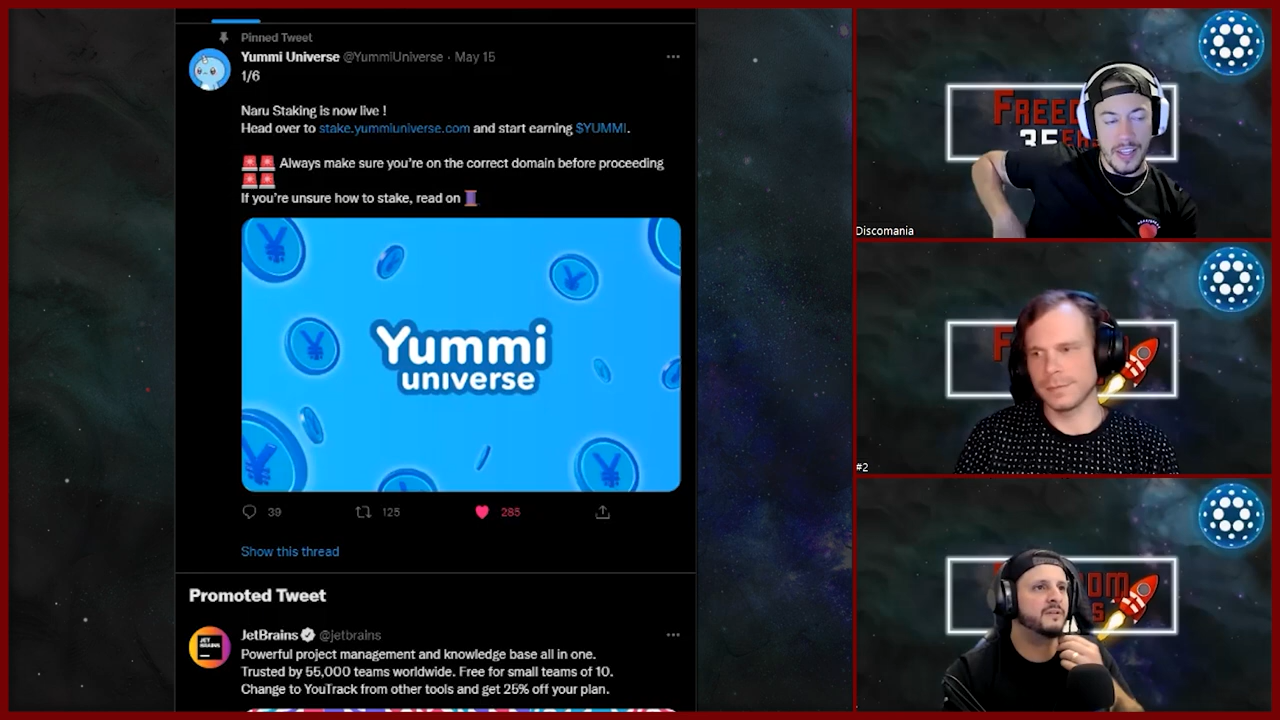 Pinned Tweet
Yummi Universe @YummiUniverse · May 15
1/6
Naru Staking is now live !
Head over to stake.yummiuniverse.com and start earning $YUMMI.
🚨🚨 Always make sure you're on the correct domain before proceeding
🚨🚨
If you're unsure how to stake, read on 🧵
Yummi
universe
39 125 285
Show this thread
Promoted Tweet
JetBrains @jetbrains
JET
BRAINS
Powerful project management and knowledge base all in one.
Trusted by 55,000 teams worldwide. Free for small teams of 10.
Change to YouTrack from other tools and get 25% off your plan.
35
Discomania
#2